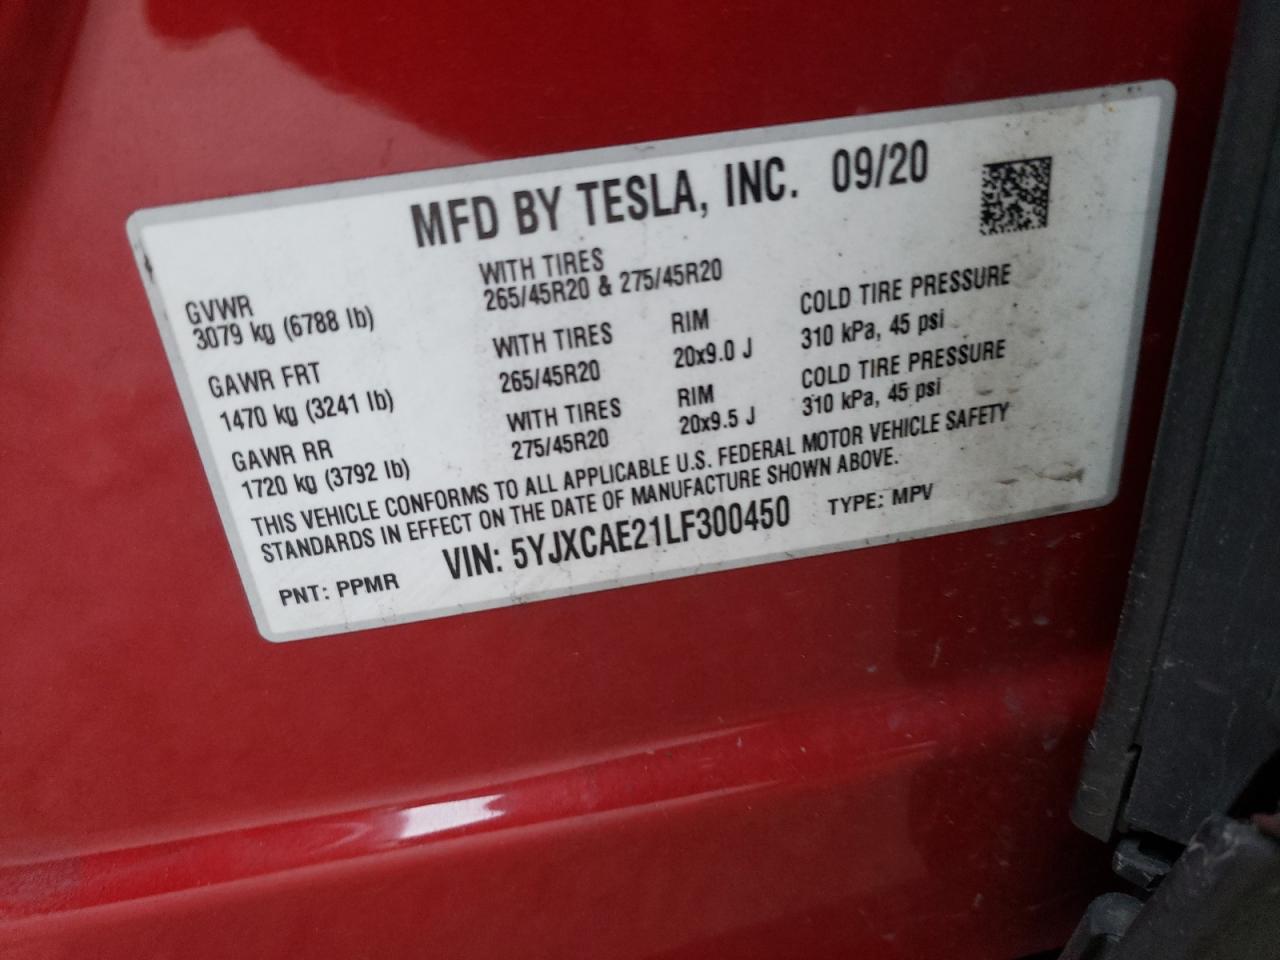 MFD BY TESLA, INC. 09/20
GVWR WITH TIRES
3079 kg (6788 lb) 265/45R20 & 275/45R20
GAWR FRT WITH TIRES RIM COLD TIRE PRESSURE
1470 kg (3241 lb) 265/45R20 20x9.0 J 310 kPa, 45 psi
GAWR RR WITH TIRES RIM COLD TIRE PRESSURE
1720 kg (3792 lb) 275/45R20 20x9.5 J 310 kPa, 45 psi
THIS VEHICLE CONFORMS TO ALL APPLICABLE U.S. FEDERAL MOTOR VEHICLE SAFETY
STANDARDS IN EFFECT ON THE DATE OF MANUFACTURE SHOWN ABOVE.
PNT: PPMR VIN: 5YJXCAE21LF300450 TYPE: MPV